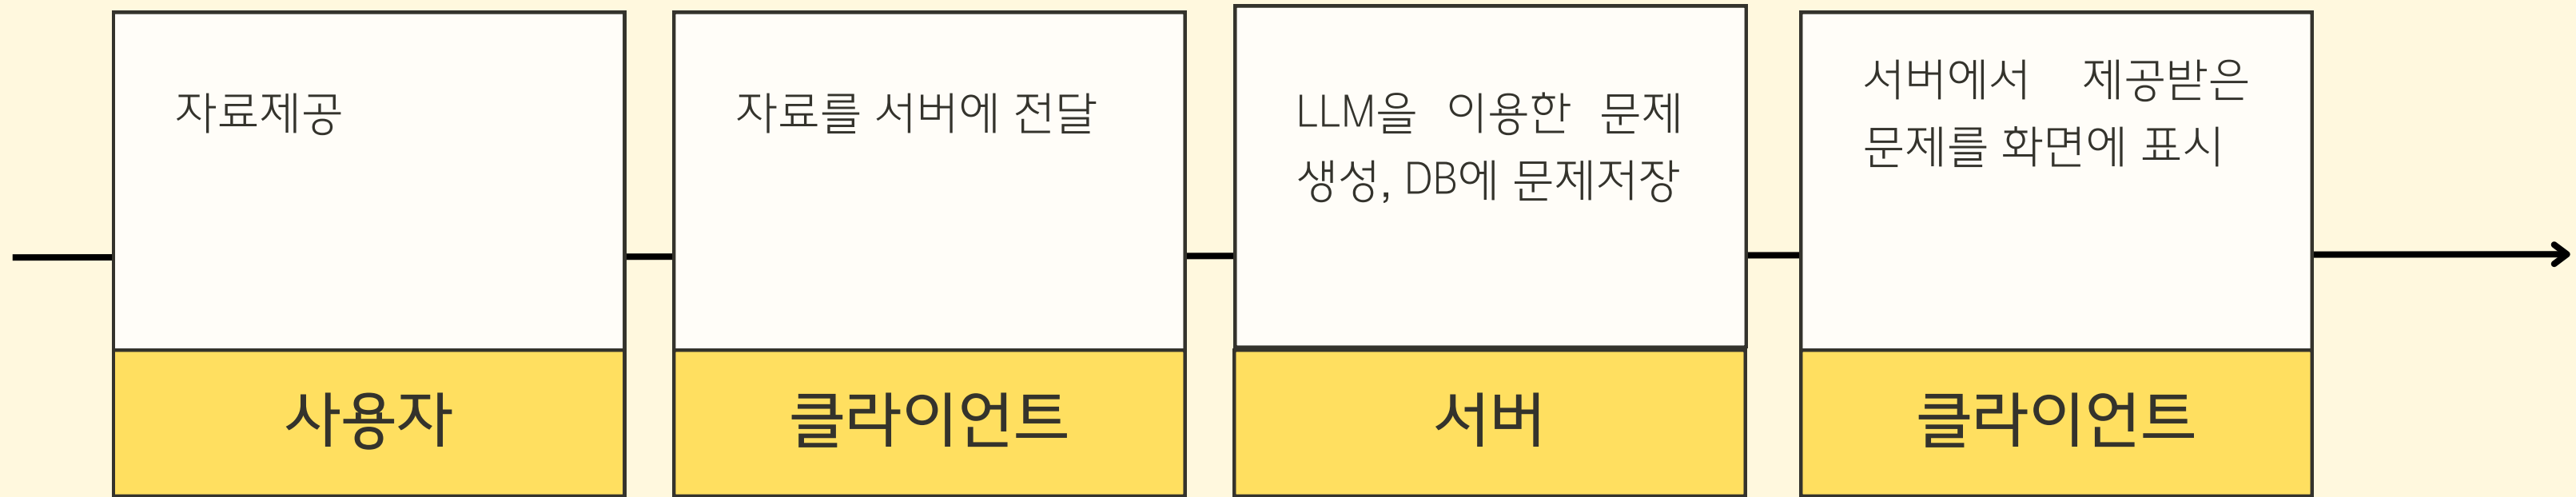 자료제공
사용자
자료를 서버에 전달
클라이언트
LLM을 이용한 문제
생성, DB에 문제저장
서버
서버에서 제공받은
문제를 화면에 표시
클라이언트